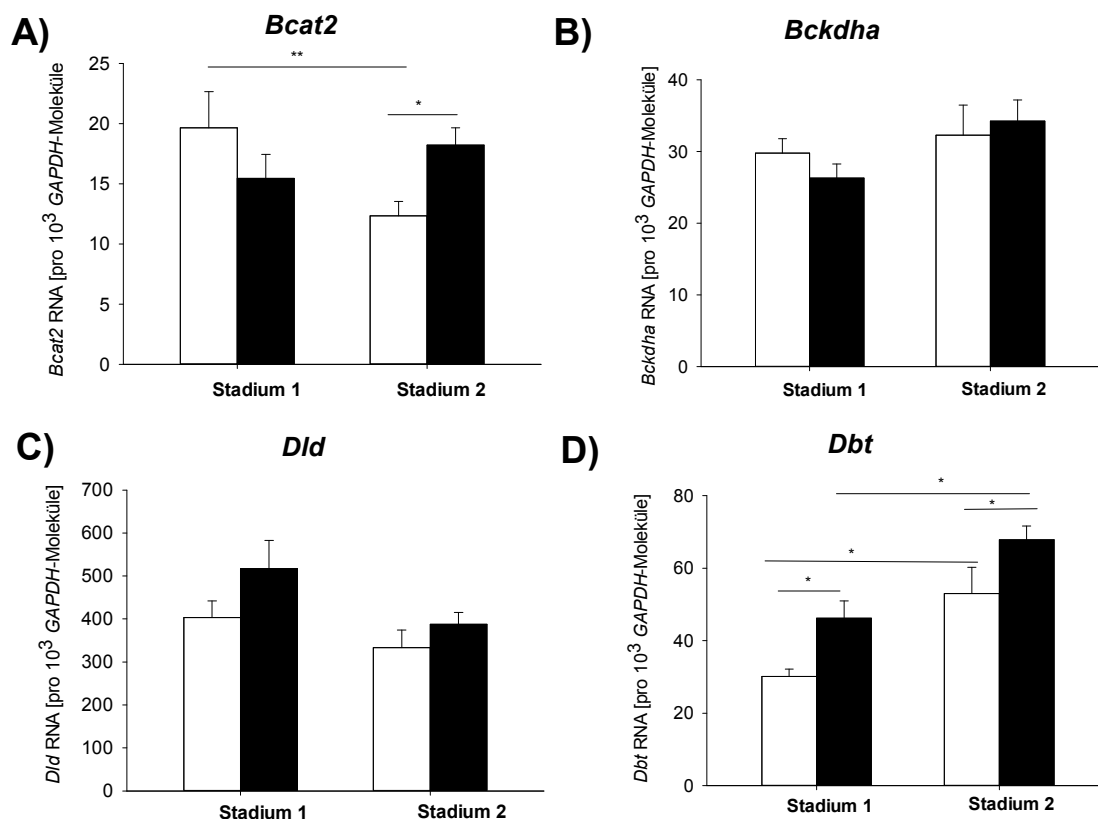 A)
Bcat2
**
*
25
20
15
10
5
0
Bcat2 RNA [pro 10³ GAPDH-Moleküle
Stadium 1
Stadium 2
B)
Bckdha
40
30
20
10
0
Bckdha RNA [pro 10³ GAPDH-Moleküle]
Stadium 1
Stadium 2
C)
Dld
700
600
500
400
300
200
100
0
Dld RNA [pro 10³ GAPDH-Moleküle]
Stadium 1
Stadium 2
D)
Dbt
*
*
*
*
80
60
40
20
0
Dbt RNA [pro 10³ GAPDH-Moleküle]
Stadium 1
Stadium 2